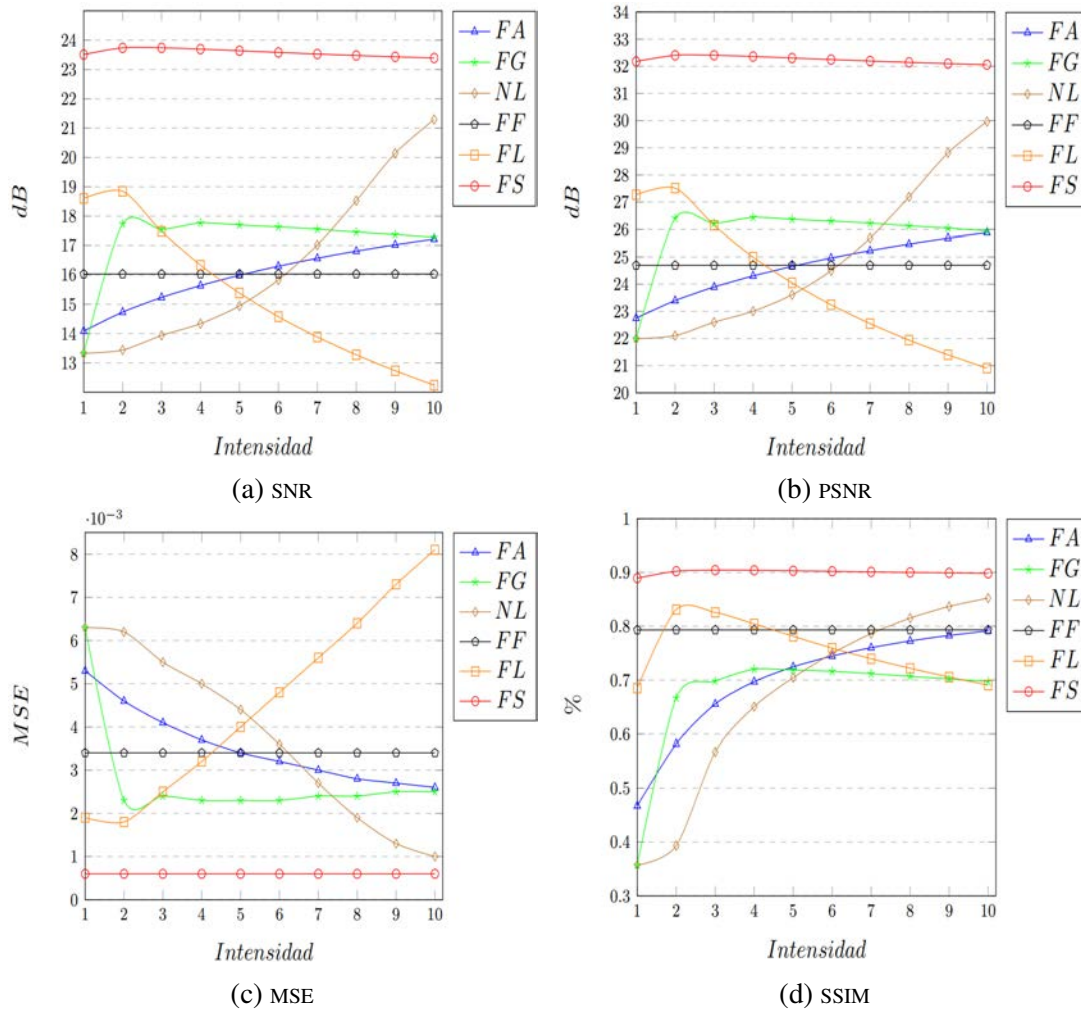 24
23
22
21
20
19
18
17
16
15
14
13
dB
1 2 3 4 5 6 7 8 9 10
Intensidad
FA
FG
NL
FF
FL
FS
(a) SNR
34
33
32
31
30
29
28
27
26
25
24
23
22
21
20
dB
1 2 3 4 5 6 7 8 9 10
Intensidad
FA
FG
NL
FF
FL
FS
(b) PSNR
·10⁻³
8
7
6
5
4
3
2
1
0
MSE
1 2 3 4 5 6 7 8 9 10
Intensidad
FA
FG
NL
FF
FL
FS
(c) MSE
1
0.9
0.8
0.7
0.6
0.5
0.4
0.3
%
1 2 3 4 5 6 7 8 9 10
Intensidad
FA
FG
NL
FF
FL
FS
(d) SSIM